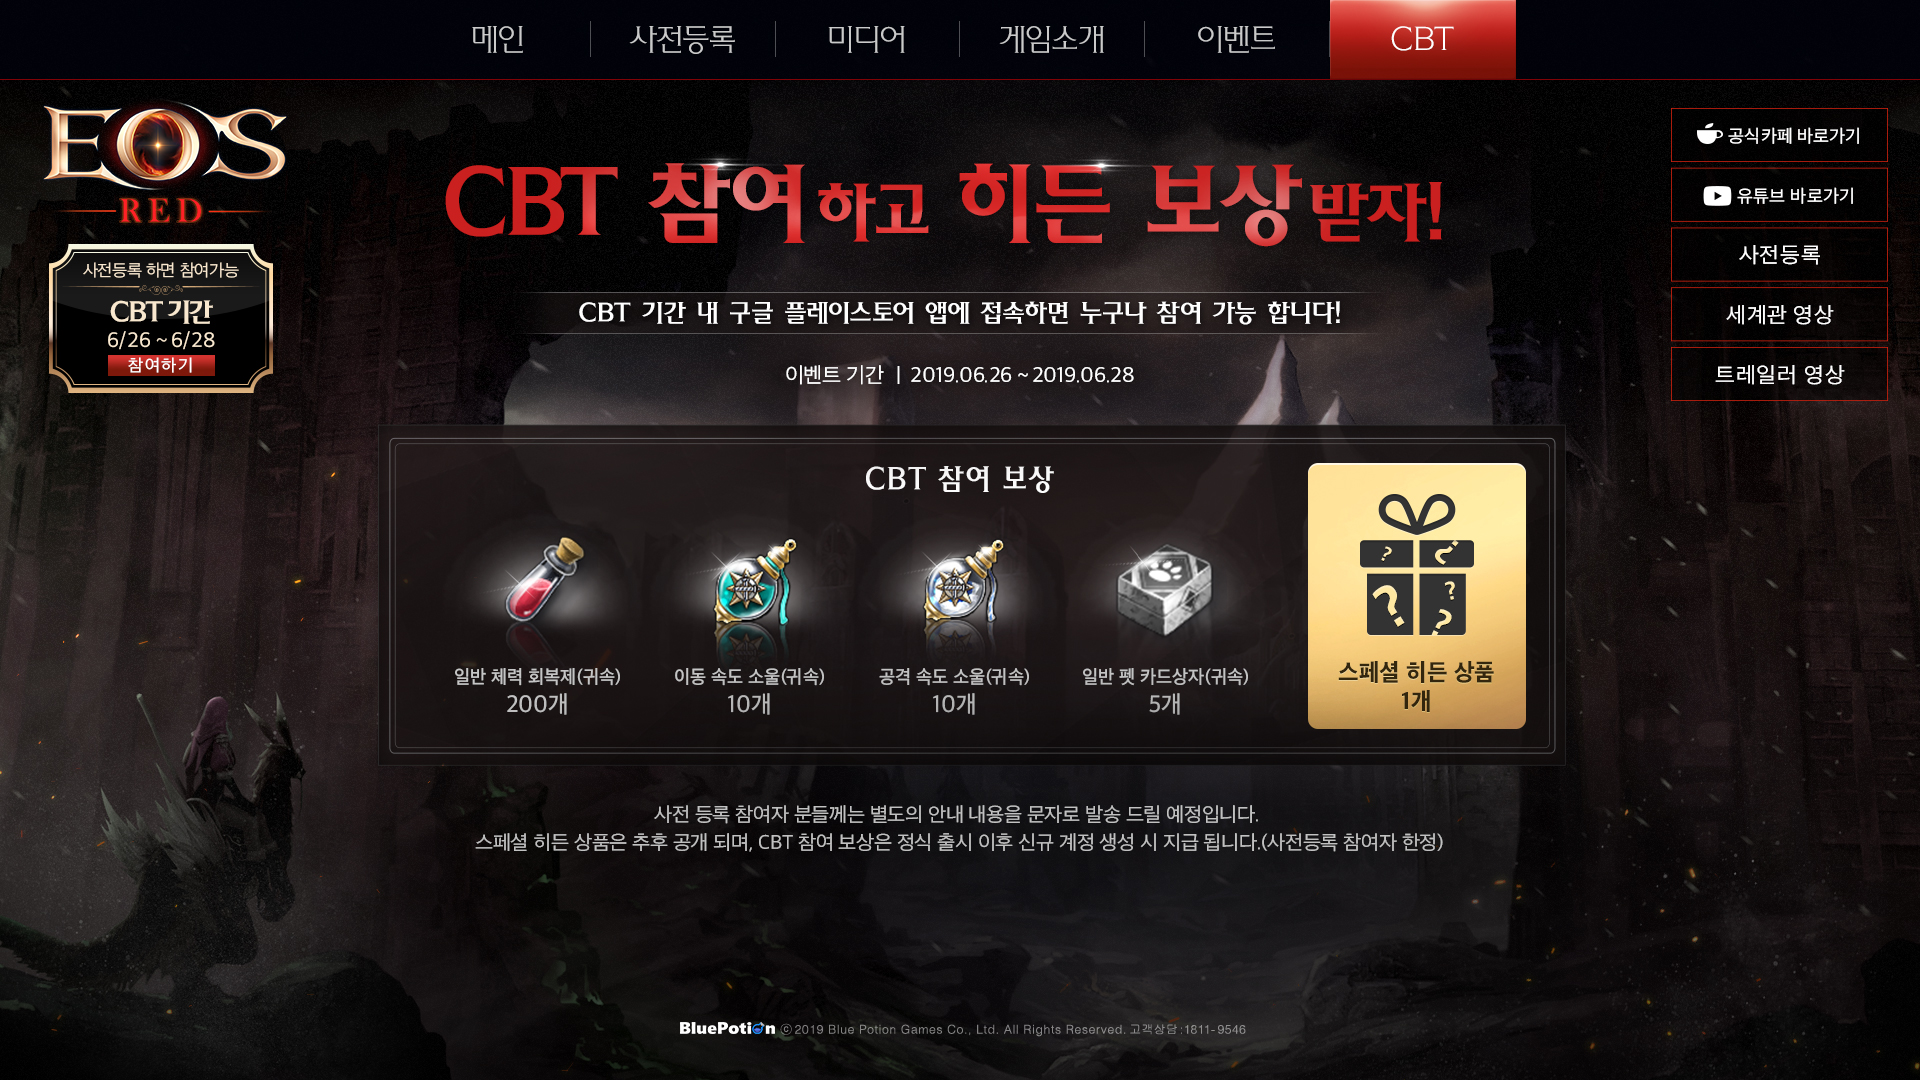 메인
사전등록
미디어
게임소개
이벤트
CBT
EOS
RED
사전등록 하면 참여가능
CBT 기간
6/26 ~ 6/28
참여하기
공식카페 바로가기
유튜브 바로가기
사전등록
세계관 영상
트레일러 영상
CBT 참여하고 히든 보상받자!
CBT 기간 내 구글 플레이스토어 앱에 접속하면 누구나 참여 가능 합니다!
이벤트 기간 | 2019.06.26 ~ 2019.06.28
CBT 참여 보상
일반 체력 회복제(귀속)
200개
이동 속도 소울(귀속)
10개
공격 속도 소울(귀속)
10개
일반 펫 카드상자(귀속)
5개
? ? ? ? ?
스페셜 히든 상품
1개
사전 등록 참여자 분들께는 별도의 안내 내용을 문자로 발송 드릴 예정입니다.
스페셜 히든 상품은 추후 공개 되며, CBT 참여 보상은 정식 출시 이후 신규 계정 생성 시 지급 됩니다.(사전등록 참여자 한정)
BluePotion ⓒ2019 Blue Potion Games Co., Ltd. All Rights Reserved. 고객상담:1811-9546